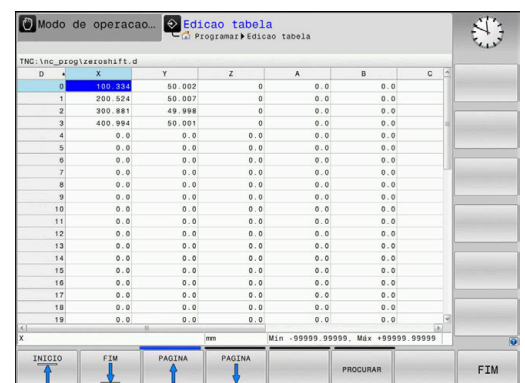 Modo de operacao... Edicao tabela
Programar Edicao tabela
TNC:\nc_prog\zeroshift.d
D X Y Z A B C
0 100.334 50.002 0 0.0 0.0
1 200.524 50.007 0 0.0 0.0
2 300.881 49.998 0 0.0 0.0
3 400.994 50.001 0 0.0 0.0
4 0.0 0.0 0.0 0.0 0.0
5 0.0 0.0 0.0 0.0 0.0
6 0.0 0.0 0.0 0.0 0.0
7 0.0 0.0 0.0 0.0 0.0
8 0.0 0.0 0.0 0.0 0.0
9 0.0 0.0 0.0 0.0 0.0
10 0.0 0.0 0.0 0.0 0.0
11 0.0 0.0 0.0 0.0 0.0
12 0.0 0.0 0.0 0.0 0.0
13 0.0 0.0 0.0 0.0 0.0
14 0.0 0.0 0.0 0.0 0.0
15 0.0 0.0 0.0 0.0 0.0
16 0.0 0.0 0.0 0.0 0.0
17 0.0 0.0 0.0 0.0 0.0
18 0.0 0.0 0.0 0.0 0.0
19 0.0 0.0 0.0 0.0 0.0
X mm Min -99999.99999, Máx +99999.99999
INICIO FIM PAGINA PAGINA PROCURAR FIM